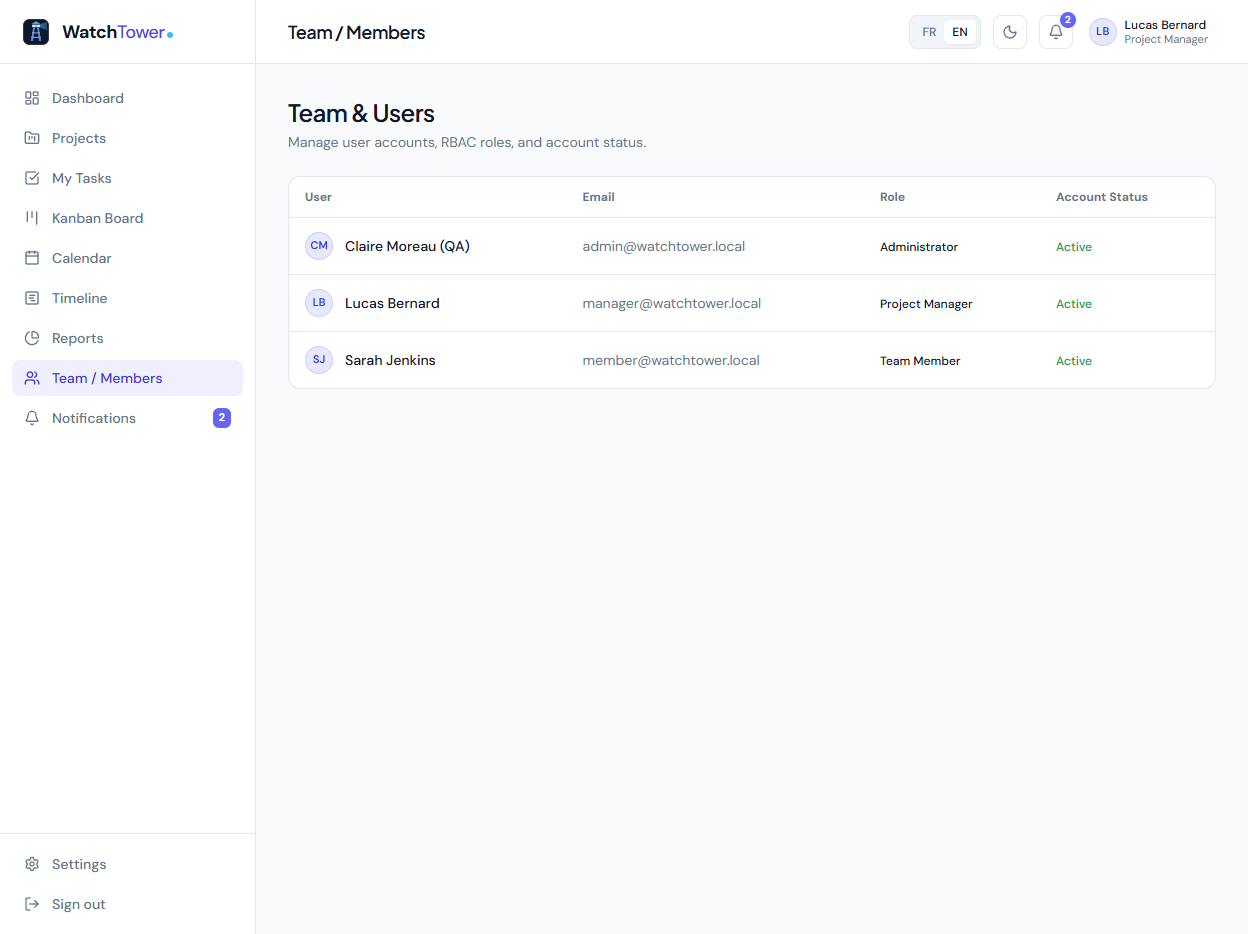 WatchTower
Team / Members
FR EN
2
LB
Lucas Bernard
Project Manager
Dashboard
Projects
My Tasks
Kanban Board
Calendar
Timeline
Reports
Team / Members
Notifications 2
Settings
Sign out
Team & Users
Manage user accounts, RBAC roles, and account status.
User Email Role Account Status
CM Claire Moreau (QA) admin@watchtower.local Administrator Active
LB Lucas Bernard manager@watchtower.local Project Manager Active
SJ Sarah Jenkins member@watchtower.local Team Member Active